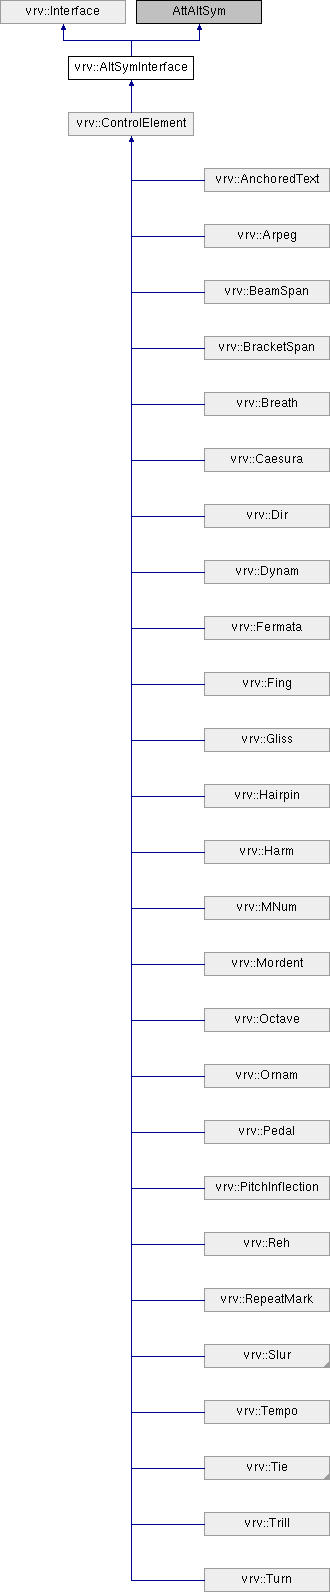 vrv::Interface
AttAltSym
vrv::AltSymInterface
vrv::ControlElement
vrv::AnchoredText
vrv::Arpeg
vrv::BeamSpan
vrv::BracketSpan
vrv::Breath
vrv::Caesura
vrv::Dir
vrv::Dynam
vrv::Fermata
vrv::Fing
vrv::Gliss
vrv::Hairpin
vrv::Harm
vrv::MNum
vrv::Mordent
vrv::Octave
vrv::Ornam
vrv::Pedal
vrv::PitchInflection
vrv::Reh
vrv::RepeatMark
vrv::Slur
vrv::Tempo
vrv::Tie
vrv::Trill
vrv::Turn